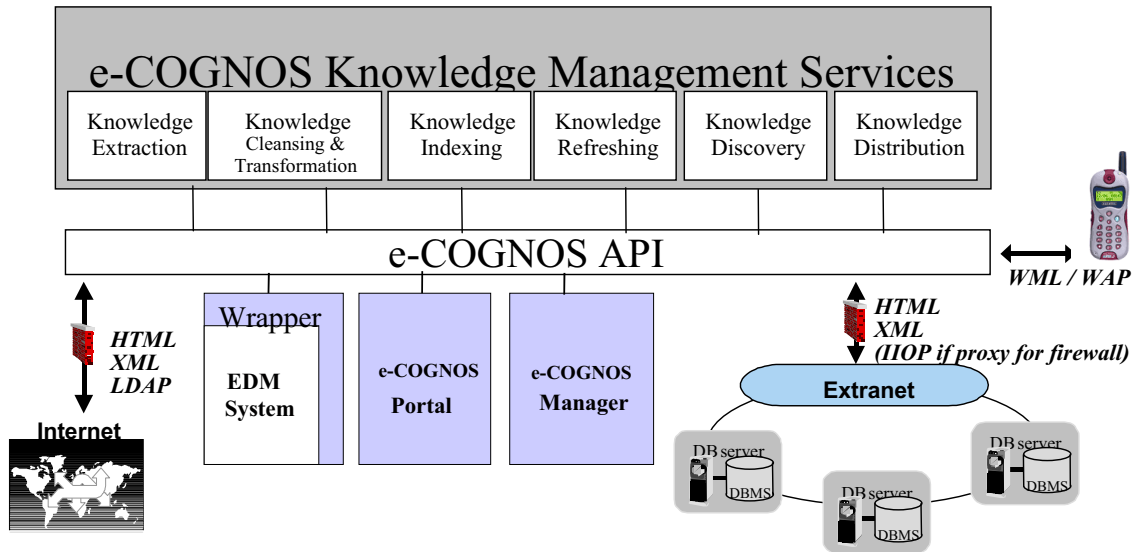 e-COGNOS Knowledge Management Services
Knowledge
Extraction
Knowledge
Cleansing &
Transformation
Knowledge
Indexing
Knowledge
Refreshing
Knowledge
Discovery
Knowledge
Distribution
e-COGNOS API
WML / WAP
HTML
XML
LDAP
Internet
Wrapper
EDM
System
e-COGNOS
Portal
e-COGNOS
Manager
HTML
XML
(IIOP if proxy for firewall)
Extranet
DB server
DBMS
DB server
DBMS
DB server
DBMS